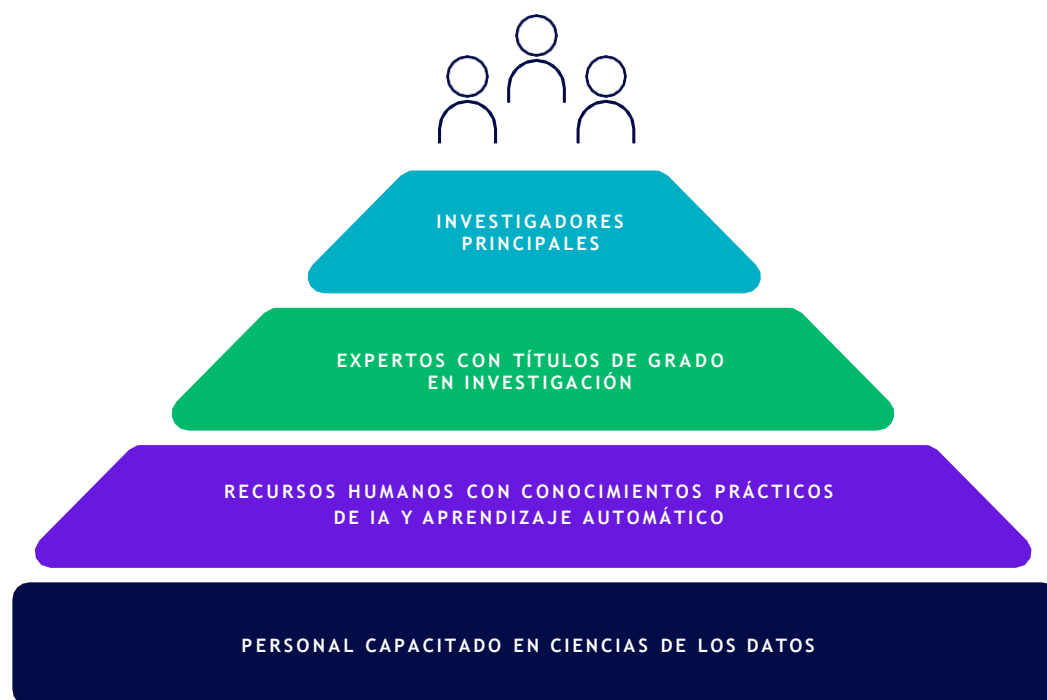 INVESTIGADORES
PRINCIPALES
EXPERTOS CON TÍTULOS DE GRADO
EN INVESTIGACIÓN
RECURSOS HUMANOS CON CONOCIMIENTOS PRÁCTICOS
DE IA Y APRENDIZAJE AUTOMÁTICO
PERSONAL CAPACITADO EN CIENCIAS DE LOS DATOS